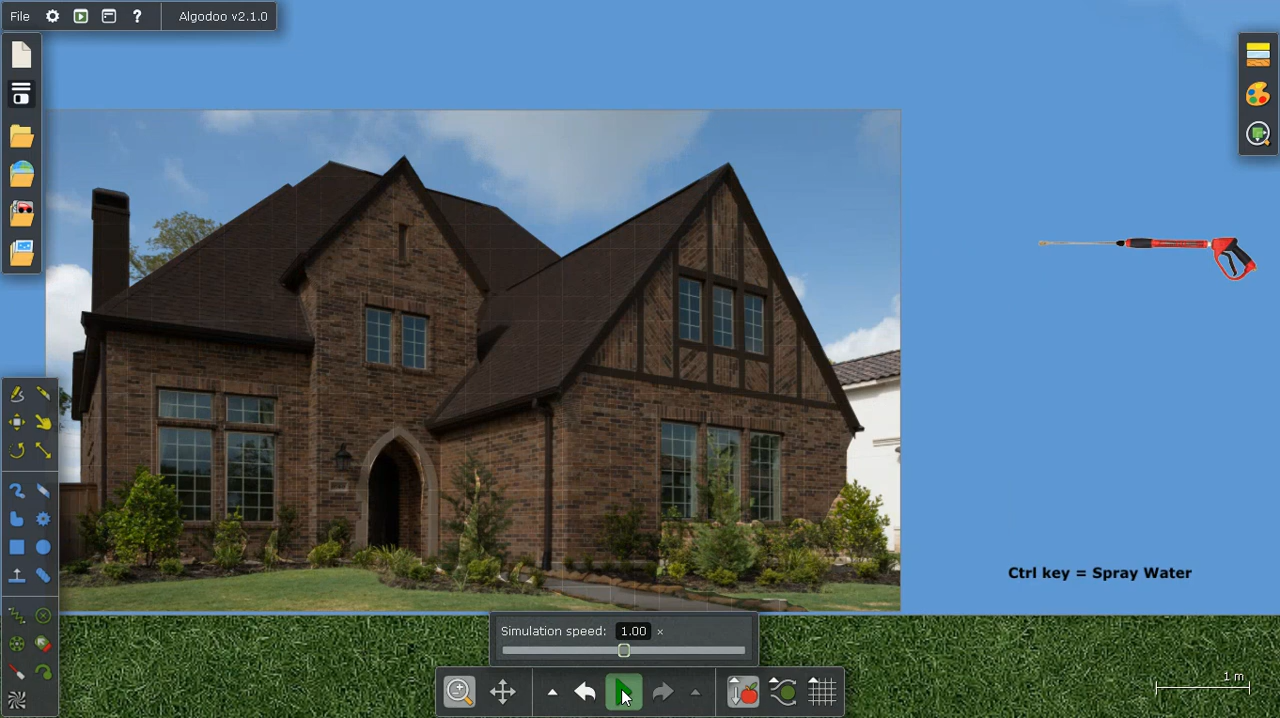 File ? Algodoo v2.1.0
Ctrl key = Spray Water
Simulation speed: 1.00 ×
1 m